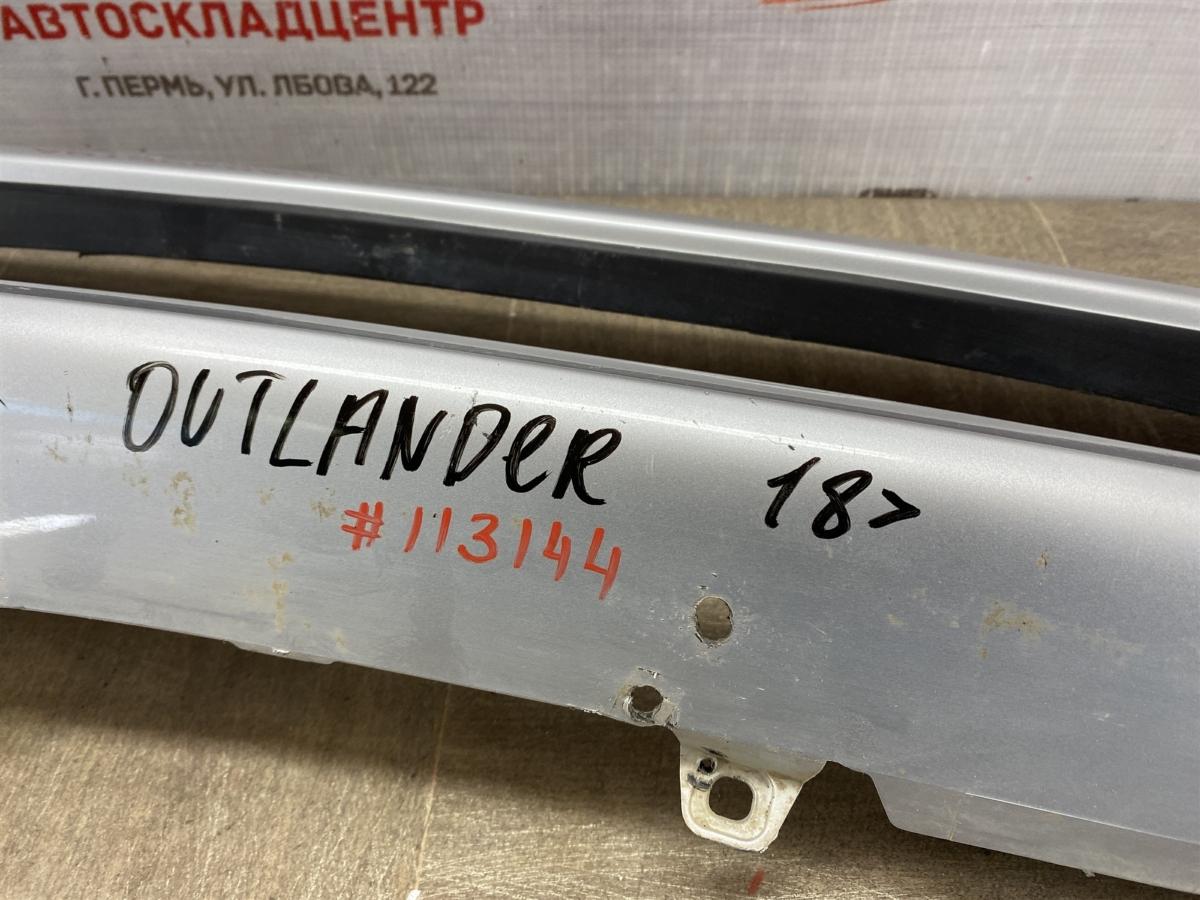 АВТОСКЛАДЦЕНТР
Г. ПЕРМЬ, УЛ. ЛБОВА, 122
OUTLANDER 18>
#113144